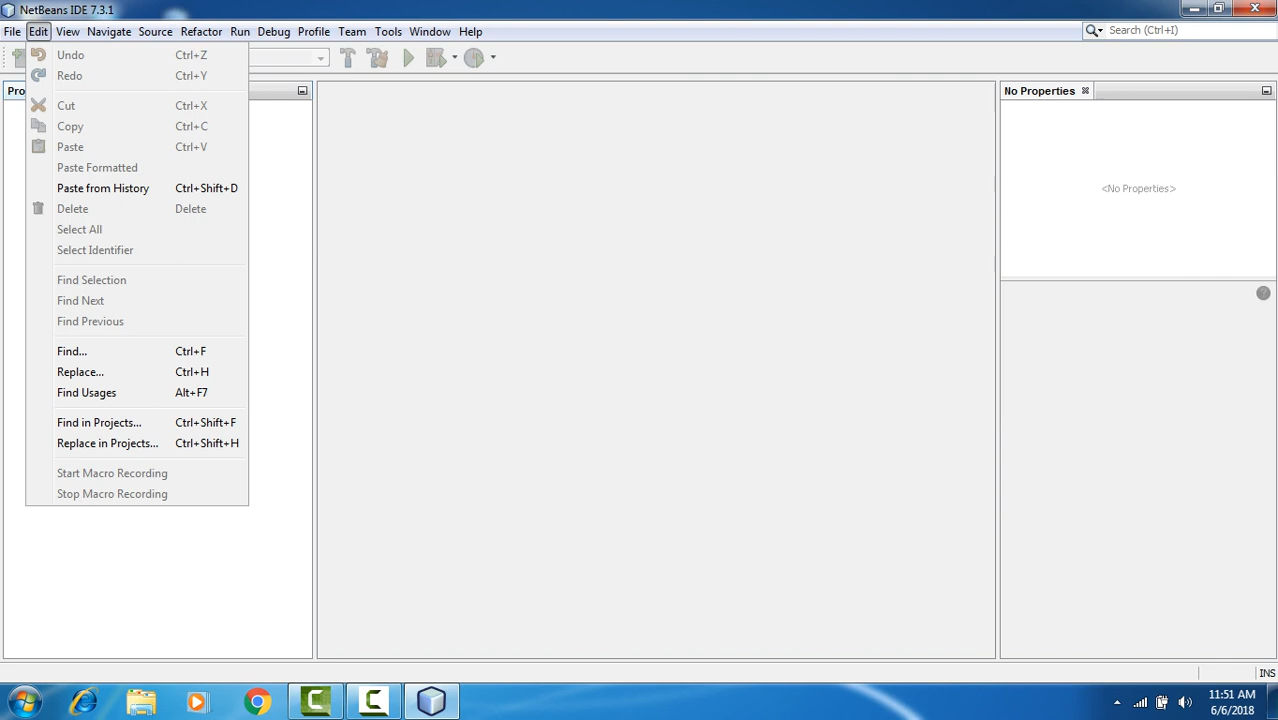 NetBeans IDE 7.3.1
File Edit View Navigate Source Refactor Run Debug Profile Team Tools Window Help
Search (Ctrl+I)
Undo Ctrl+Z
Redo Ctrl+Y
Pro
No Properties
Cut Ctrl+X
Copy Ctrl+C
Paste Ctrl+V
Paste Formatted
Paste from History Ctrl+Shift+D
<No Properties>
Delete Delete
Select All
Select Identifier
Find Selection
Find Next
Find Previous
Find... Ctrl+F
Replace... Ctrl+H
Find Usages Alt+F7
Find in Projects... Ctrl+Shift+F
Replace in Projects... Ctrl+Shift+H
Start Macro Recording
Stop Macro Recording
INS
11:51 AM
6/6/2018